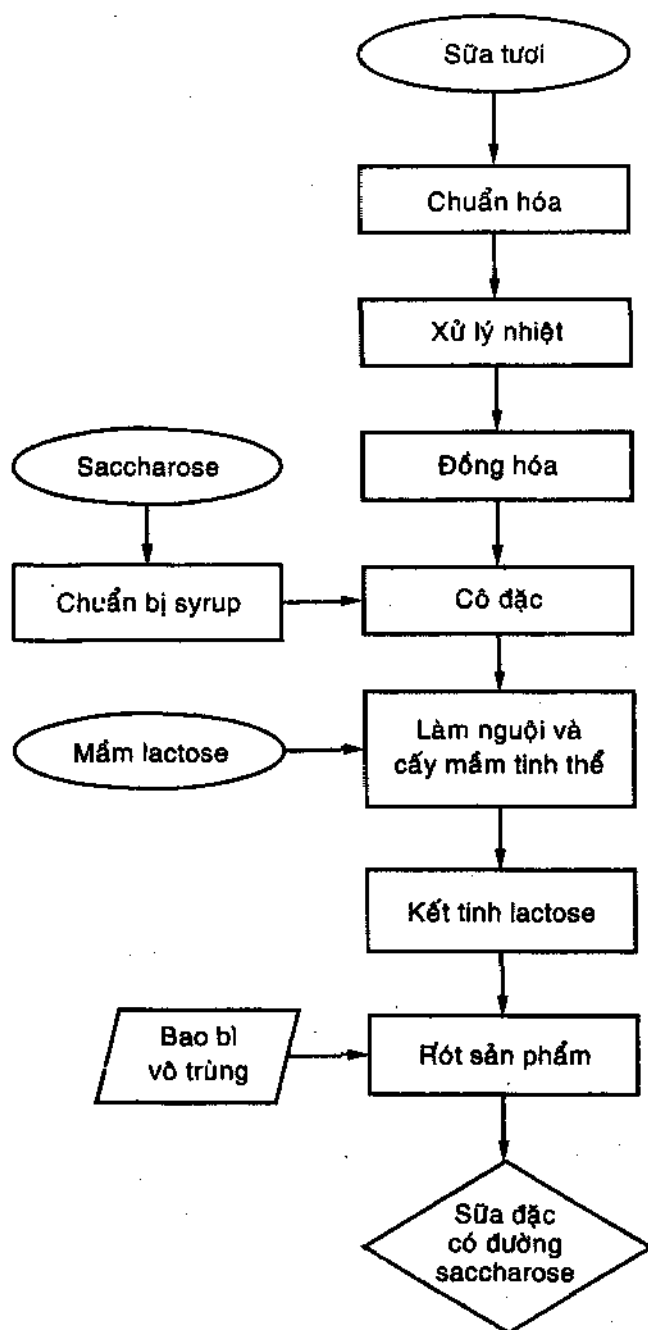 Sữa tươi
Chuẩn hóa
Xử lý nhiệt
Đồng hóa
Saccharose
Chuẩn bị syrup
Cô đặc
Mầm lactose
Làm nguội và
cấy mầm tinh thể
Kết tinh lactose
Bao bì
vô trùng
Rót sản phẩm
Sữa đặc
có đường
saccharose